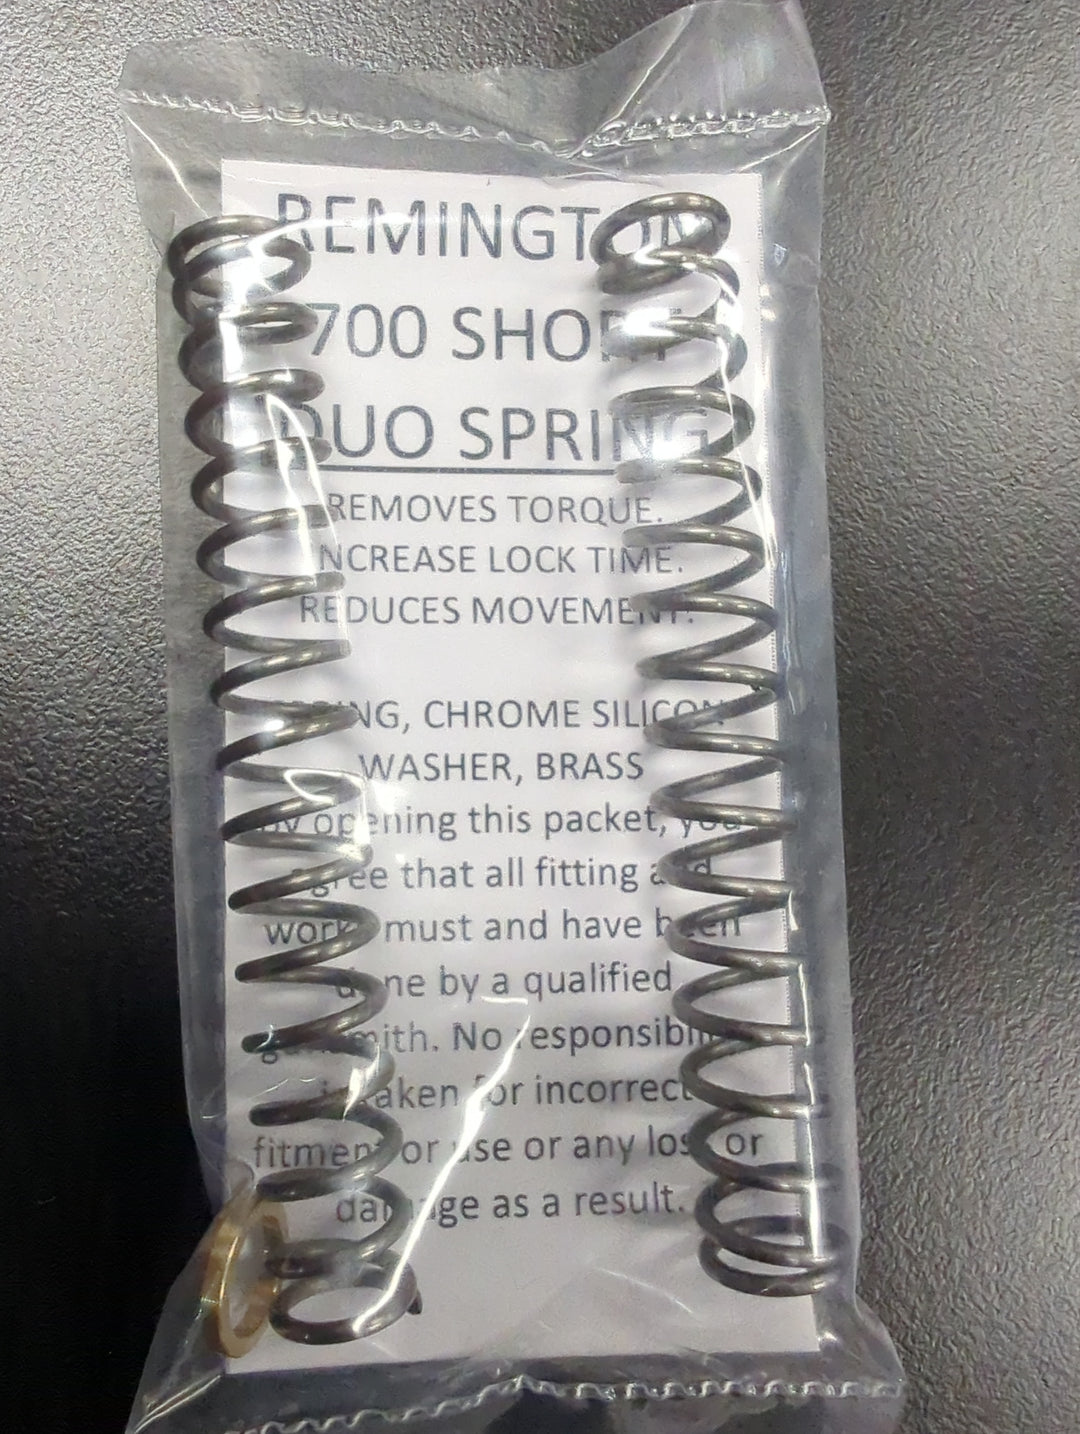 REMINGTON
700 SHORT
DUO SPRING
REMOVES TORQUE.
INCREASE LOCK TIME.
REDUCES MOVEMENT.
SPRING, CHROME SILICON
WASHER, BRASS
By opening this packet, you
agree that all fitting and
work must and have been
done by a qualified
gunsmith. No responsibility
is taken for incorrect
fitment or use or any loss or
damage as a result.